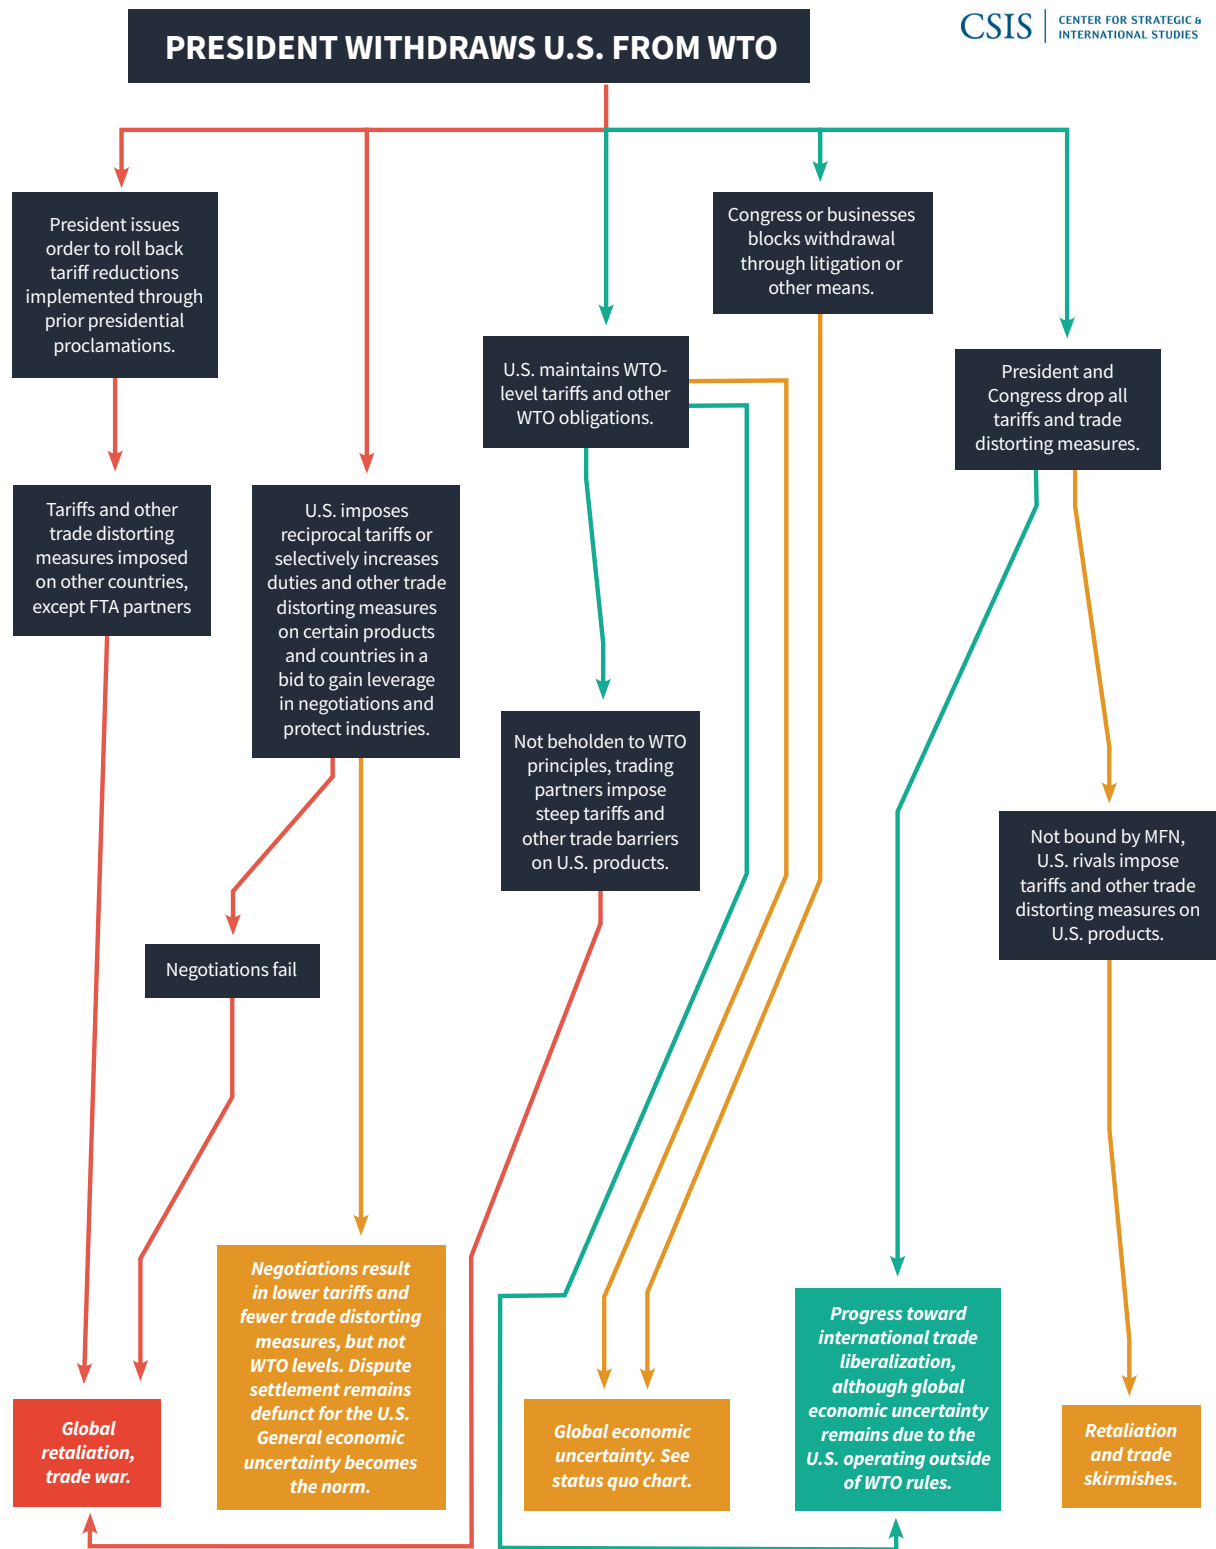 PRESIDENT WITHDRAWS U.S. FROM WTO
CSIS
CENTER FOR STRATEGIC &
INTERNATIONAL STUDIES
President issues
order to roll back
tariff reductions
implemented through
prior presidential
proclamations.
Congress or businesses
blocks withdrawal
through litigation or
other means.
U.S. maintains WTO-
level tariffs and other
WTO obligations.
President and
Congress drop all
tariffs and trade
distorting measures.
Tariffs and other
trade distorting
measures imposed
on other countries,
except FTA partners
U.S. imposes
reciprocal tariffs or
selectively increases
duties and other trade
distorting measures
on certain products
and countries in a
bid to gain leverage
in negotiations and
protect industries.
Not beholden to WTO
principles, trading
partners impose
steep tariffs and
other trade barriers
on U.S. products.
Not bound by MFN,
U.S. rivals impose
tariffs and other trade
distorting measures on
U.S. products.
Negotiations fail
Global
retaliation,
trade war.
Negotiations result
in lower tariffs and
fewer trade distorting
measures, but not
WTO levels. Dispute
settlement remains
defunct for the U.S.
General economic
uncertainty becomes
the norm.
Global economic
uncertainty. See
status quo chart.
Progress toward
international trade
liberalization,
although global
economic uncertainty
remains due to the
U.S. operating outside
of WTO rules.
Retaliation
and trade
skirmishes.